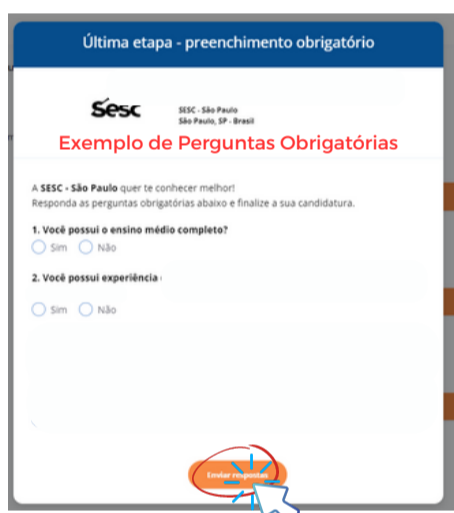 Última etapa - preenchimento obrigatório
Sesc
SESC - São Paulo
São Paulo, SP - Brasil
Exemplo de Perguntas Obrigatórias
A SESC - São Paulo quer te conhecer melhor!
Responda as perguntas obrigatórias abaixo e finalize a sua candidatura.
1. Você possui o ensino médio completo?
Sim Não
2. Você possui experiência
Sim Não
Enviar respostas